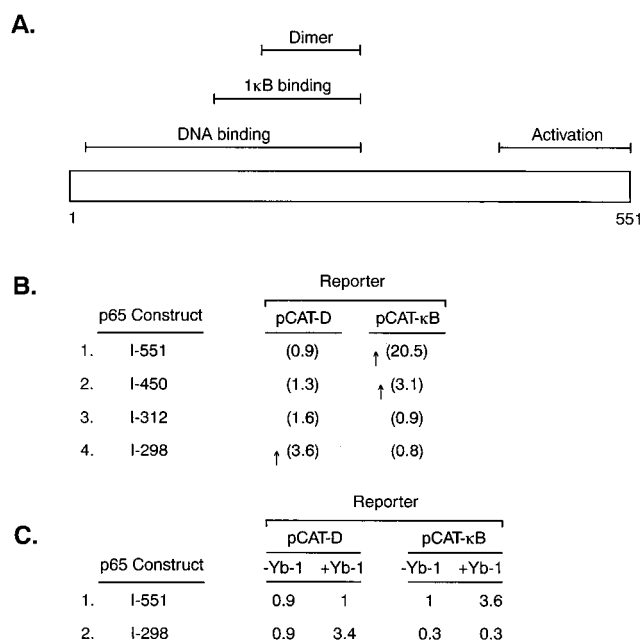 A.
Dimer
1κB binding
DNA binding Activation
1 551
B.
Reporter
p65 Construct pCAT-D pCAT-κB
1. I-551 (0.9) ↑ (20.5)
2. I-450 (1.3) ↑ (3.1)
3. I-312 (1.6) (0.9)
4. I-298 ↑ (3.6) (0.8)
C.
Reporter
pCAT-D pCAT-κB
p65 Construct -Yb-1 +Yb-1 -Yb-1 +Yb-1
1. I-551 0.9 1 1 3.6
2. I-298 0.9 3.4 0.3 0.3